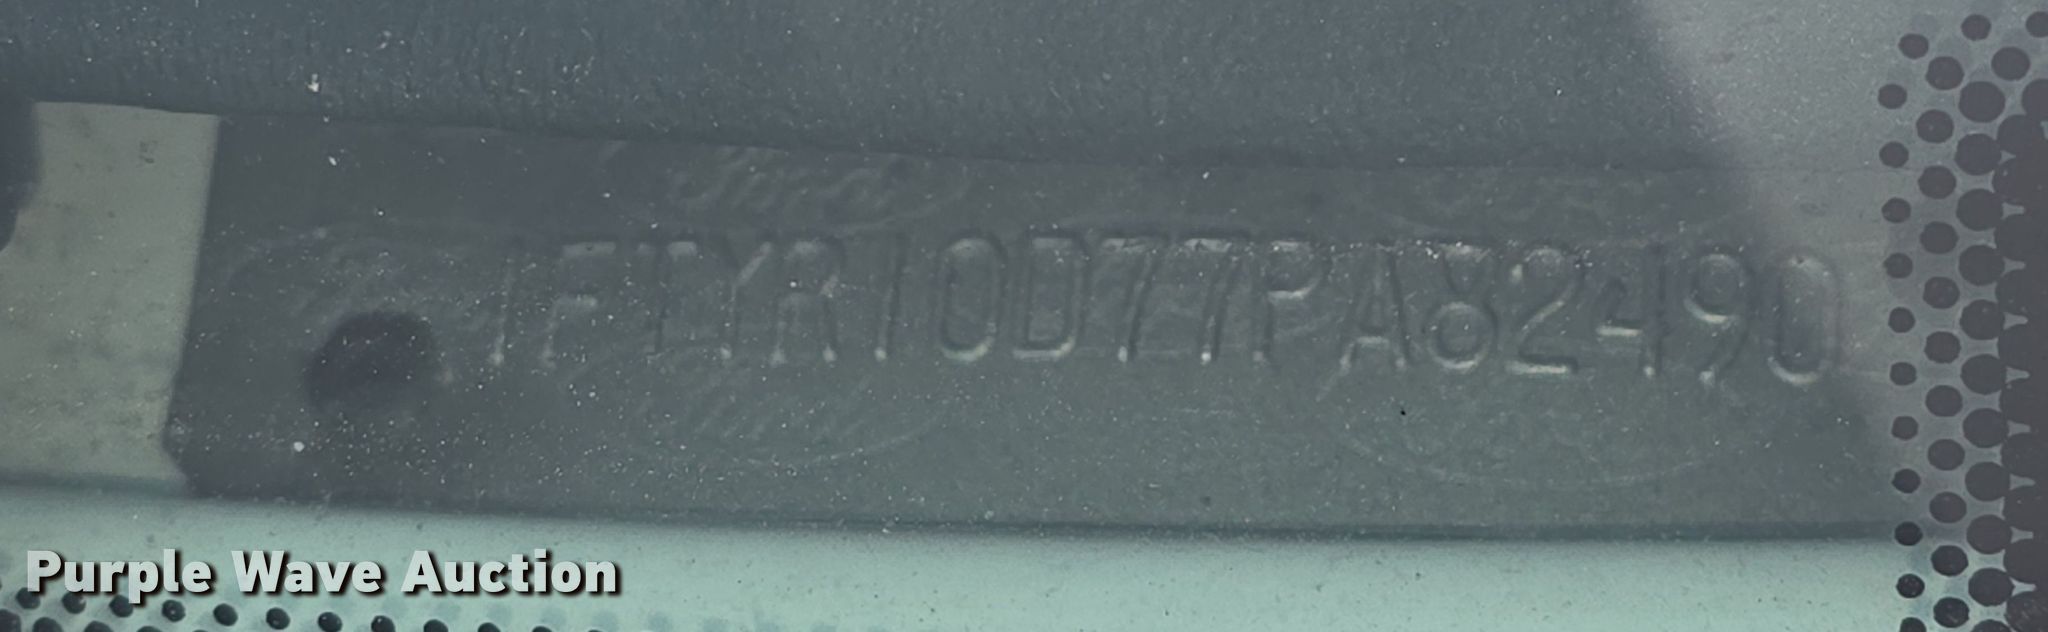 1FTYR10D77PA82490
Purple Wave Auction